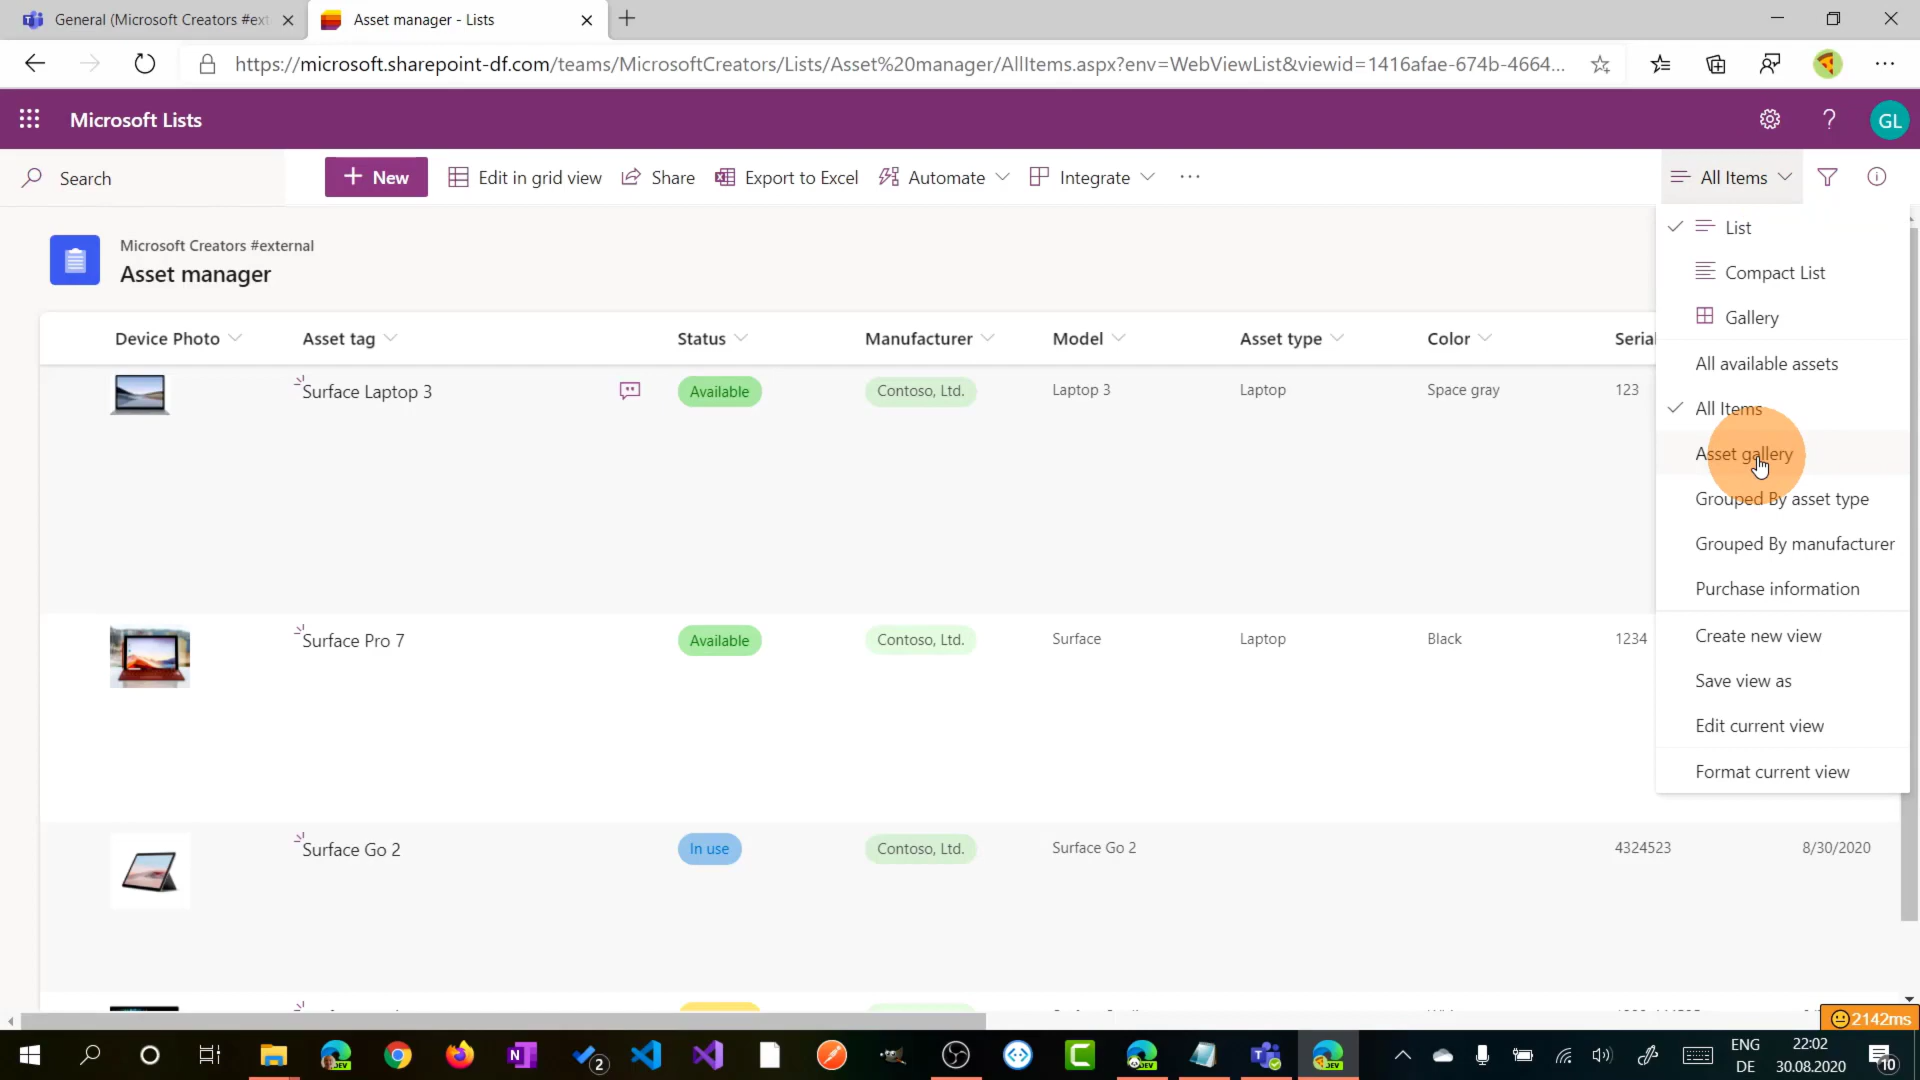 General (Microsoft Creators #ext
Asset manager - Lists
https://microsoft.sharepoint-df.com/teams/MicrosoftCreators/Lists/Asset%20manager/AllItems.aspx?env=WebViewList&viewid=1416afae-674b-4664...
Microsoft Lists
GL
Search
New
Edit in grid view
Share
Export to Excel
Automate
Integrate
All Items
Microsoft Creators #external
Asset manager
Device Photo
Asset tag
Status
Manufacturer
Model
Asset type
Color
Serial
Surface Laptop 3
Available
Contoso, Ltd.
Laptop 3
Laptop
Space gray
123
Surface Pro 7
Available
Contoso, Ltd.
Surface
Laptop
Black
1234
Surface Go 2
In use
Contoso, Ltd.
Surface Go 2
4324523
8/30/2020
List
Compact List
Gallery
All available assets
All Items
Asset gallery
Grouped By asset type
Grouped By manufacturer
Purchase information
Create new view
Save view as
Edit current view
Format current view
2142ms
DEV
2
DEV
DEV
ENG
DE
22:02
30.08.2020
10